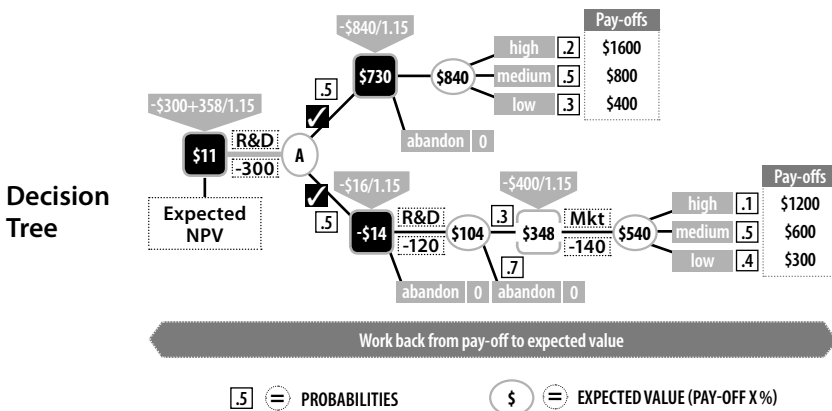 Pay-offs
-$840/1.15
high .2 $1600
$730 $840 medium .5 $800
.5
low .3 $400
-$300+358/1.15
✓
R&D
abandon 0
$11 A
-300
-$16/1.15 -$400/1.15 Pay-offs
Decision
Tree
✓
Expected
NPV
.5
R&D .3 Mkt high .1 $1200
-$14 $104 $348 $540 medium .5 $600
-120 -140
.7 low .4 $300
abandon 0 abandon 0
Work back from pay-off to expected value
.5 = PROBABILITIES $ = EXPECTED VALUE (PAY-OFF X %)